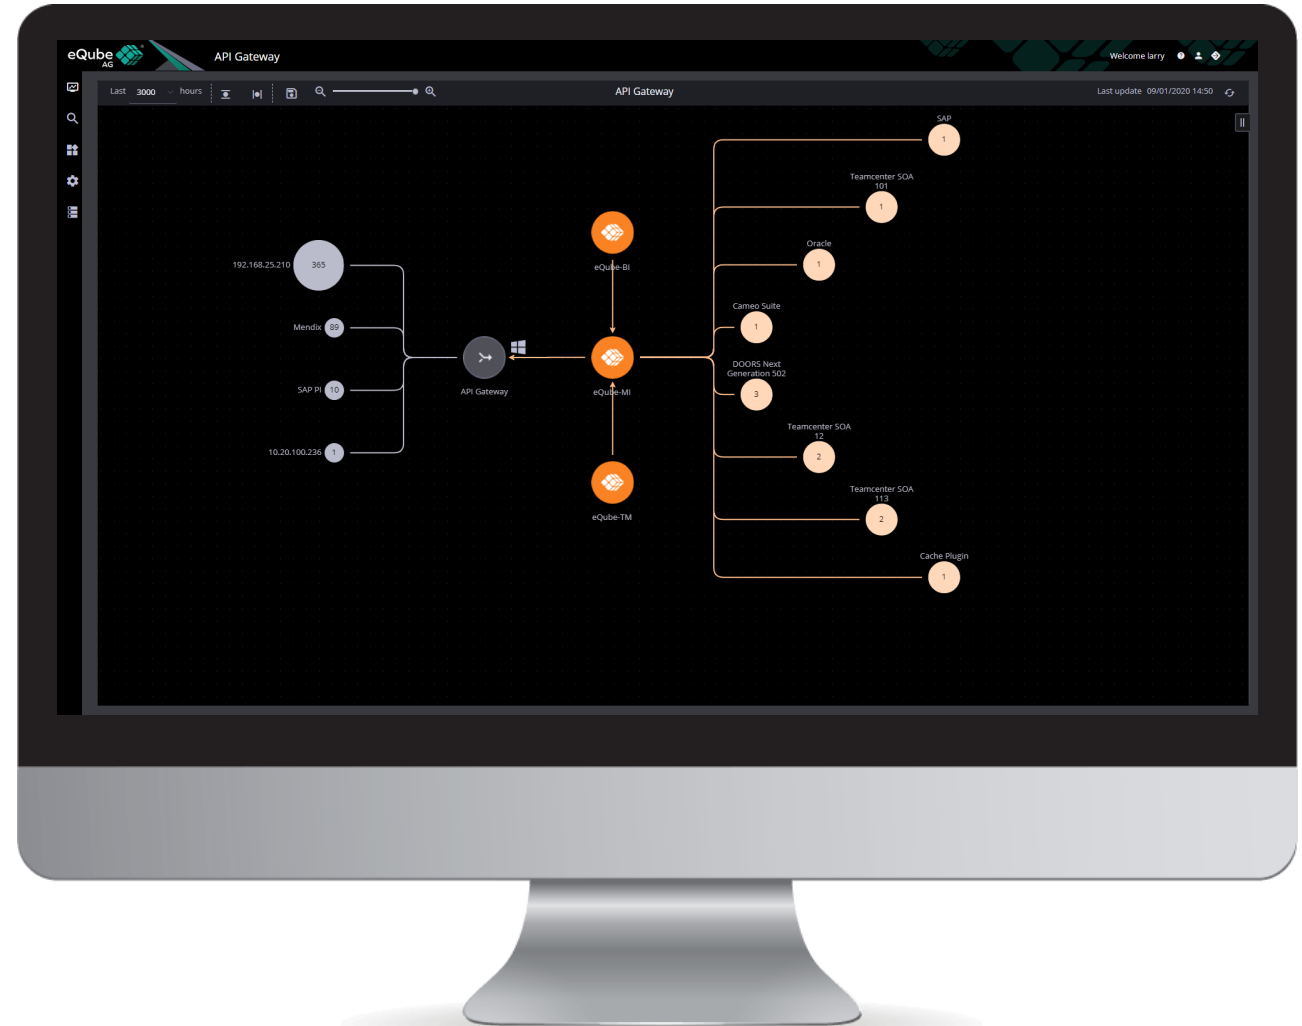 eQube
AG
API Gateway
Welcome larry
Last 3000 hours
API Gateway
Last update 09/01/2020 14:50
SAP
1
Teamcenter SOA
101
1
Oracle
1
Cameo Suite
1
DOORS Next
Generation 502
3
Teamcenter SOA
12
2
Teamcenter SOA
113
2
Cache Plugin
1
eQube-BI
eQube-MI
eQube-TM
API Gateway
192.168.25.210 365
Mendix 89
SAP PI 10
10.20.100.236 1